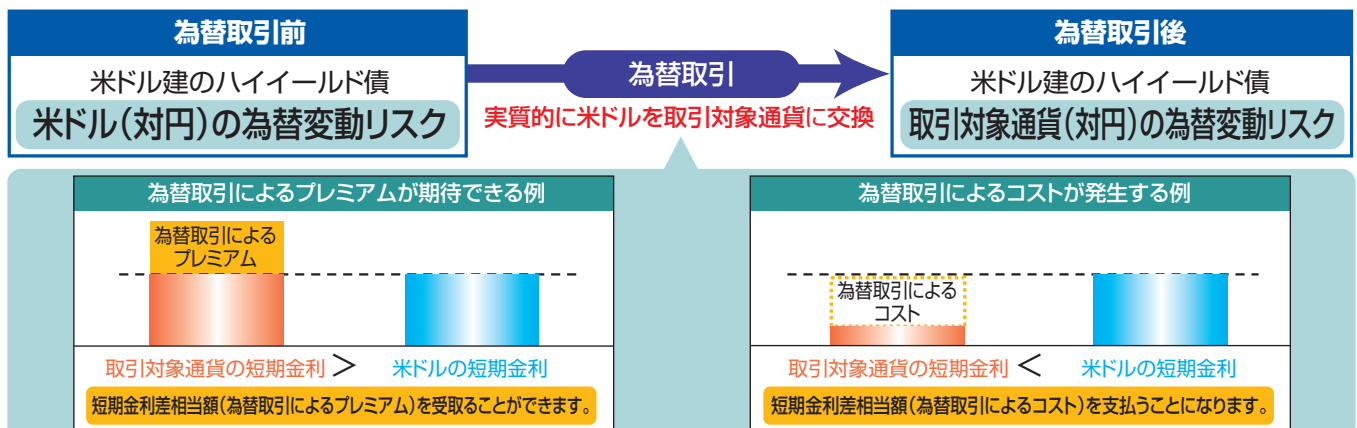 為替取引前
米ドル建のハイイールド債
米ドル(対円)の為替変動リスク
為替取引
実質的に米ドルを取引対象通貨に交換
為替取引後
米ドル建のハイイールド債
取引対象通貨(対円)の為替変動リスク
為替取引によるプレミアムが期待できる例
為替取引による
プレミアム
取引対象通貨の短期金利 > 米ドルの短期金利
短期金利差相当額(為替取引によるプレミアム)を受取ることができます。
為替取引によるコストが発生する例
為替取引による
コスト
取引対象通貨の短期金利 < 米ドルの短期金利
短期金利差相当額(為替取引によるコスト)を支払うことになります。